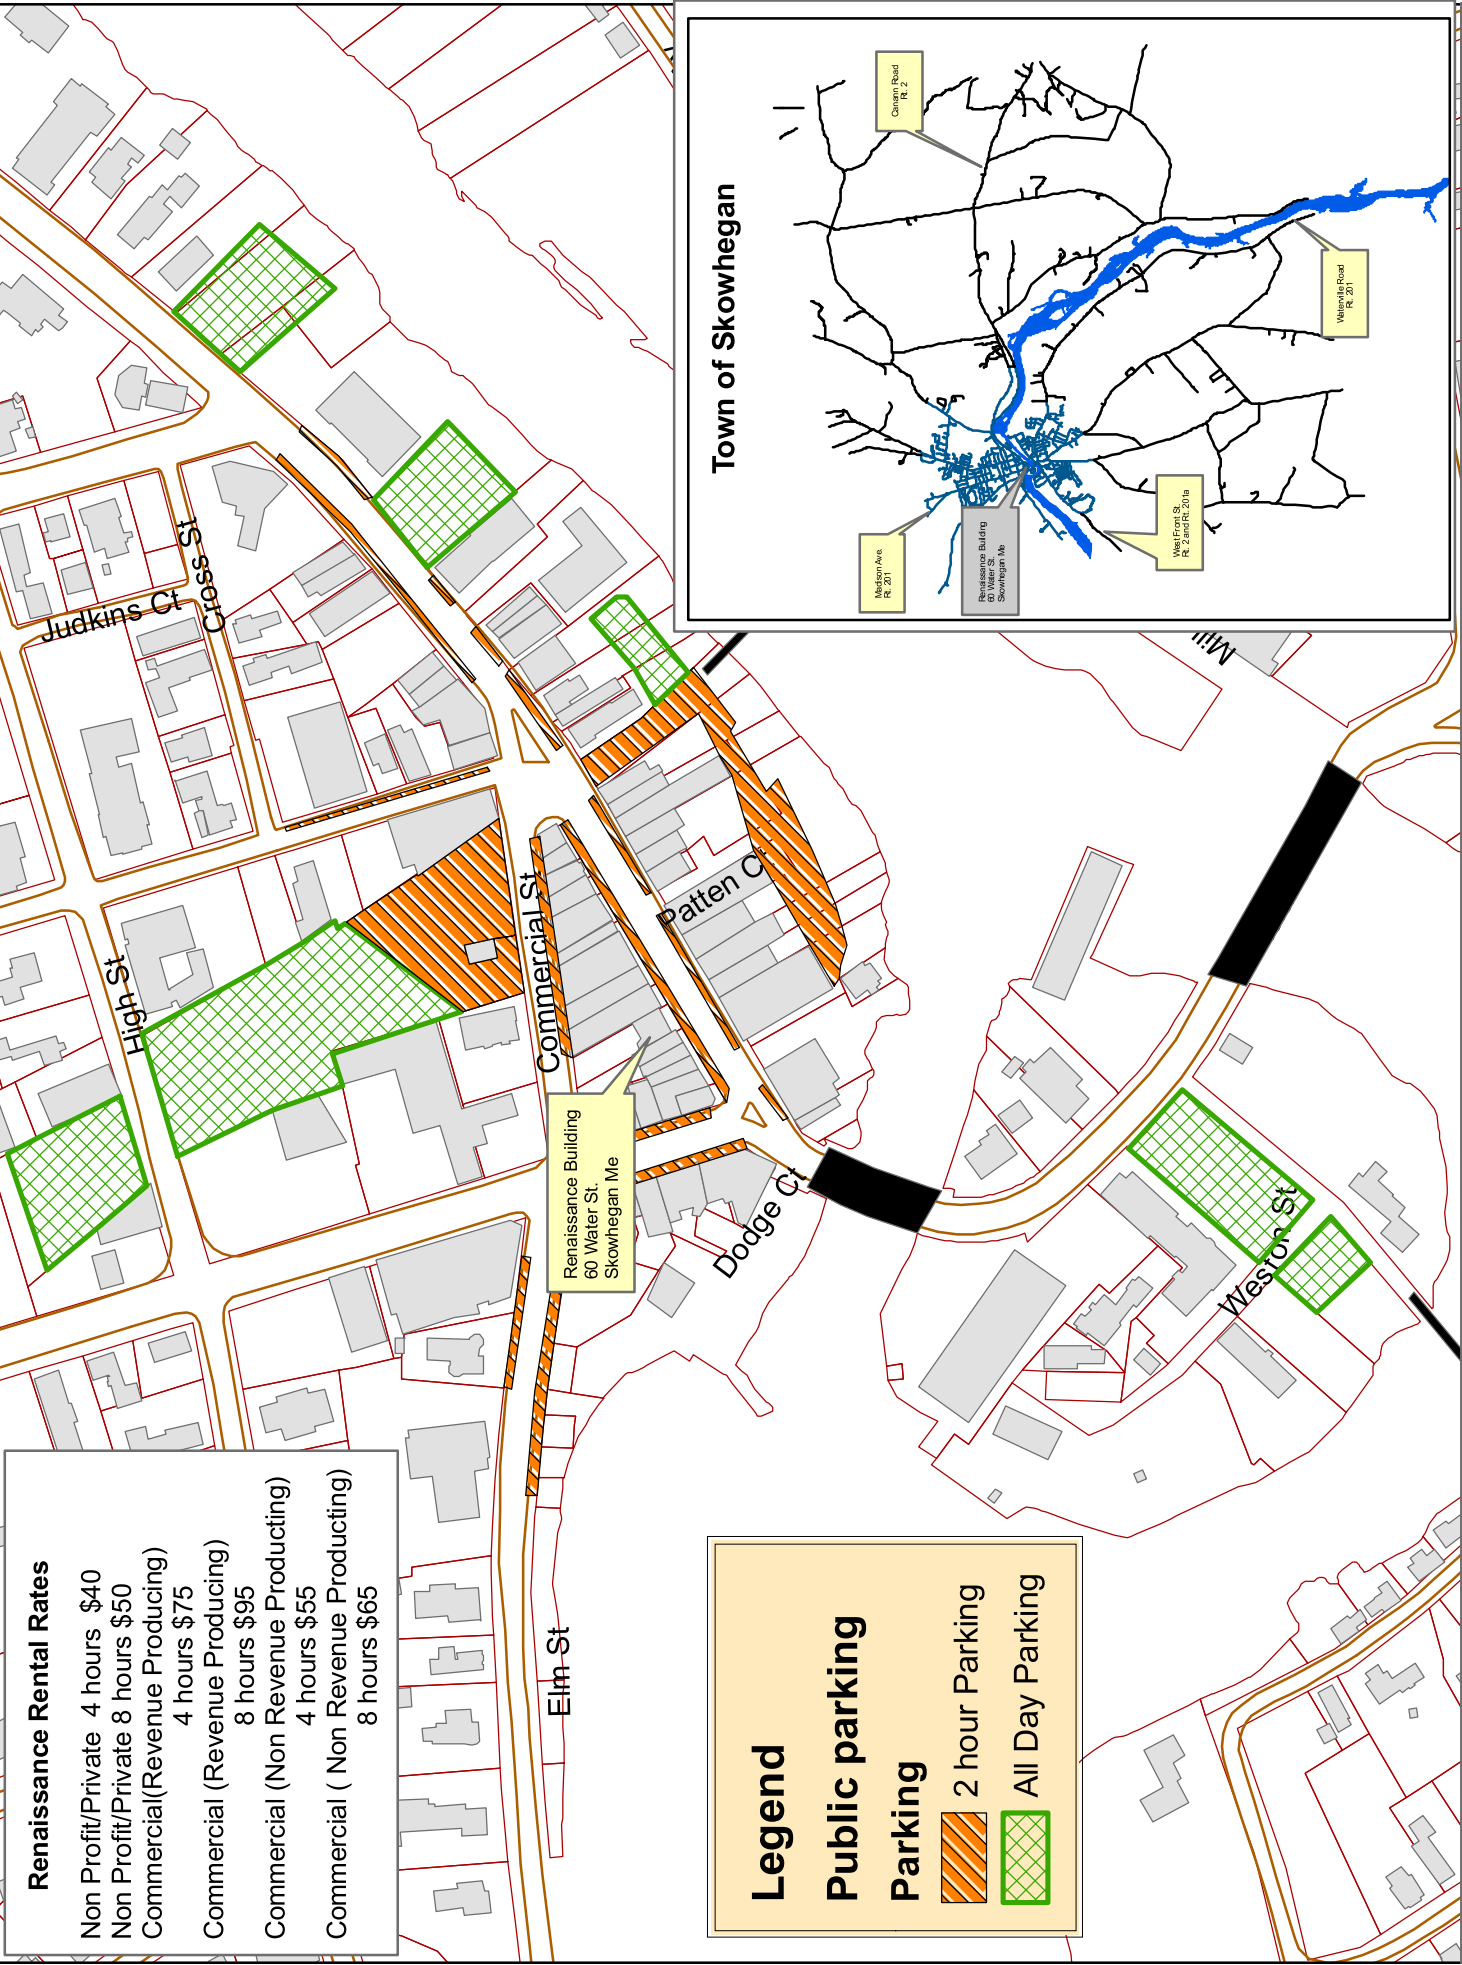 Renaissance Rental Rates
Non Profit/Private  4 hours  $40
Non Profit/Private 8 hours $50
Commercial(Revenue Producing)
4 hours $75
Commercial (Revenue Producing)
8 hours $95
Commercial (Non Revenue Producting)
4 hours $55
Commercial ( Non Revenue Producting)
8 hours $65
Judkins Ct
Cross St
High St
Commercial St
Patten Ct
Renaissance Building
60 Water St.
Skowhegan Me
Dodge Ct
Elm St
Weston St
Mill
Town of Skowhegan
Canann Road
Rt. 2
Madison Ave.
Rt. 201
Renaissance Building
60 Water St.
Skowhegan Me
West Front St.
Rt. 2 and Rt. 201a
Waterville Road
Rt. 201
Legend
Public parking
Parking
2 hour Parking
All Day Parking